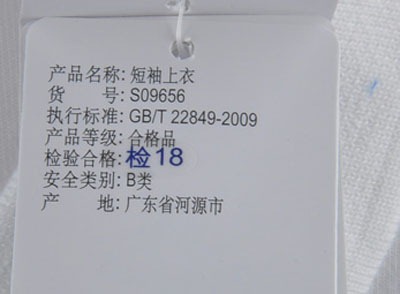 产品名称: 短袖上衣
货 号: S09656
执行标准: GB/T 22849-2009
产品等级: 合格品
检验合格: 检18
安全类别: B类
产 地: 广东省河源市